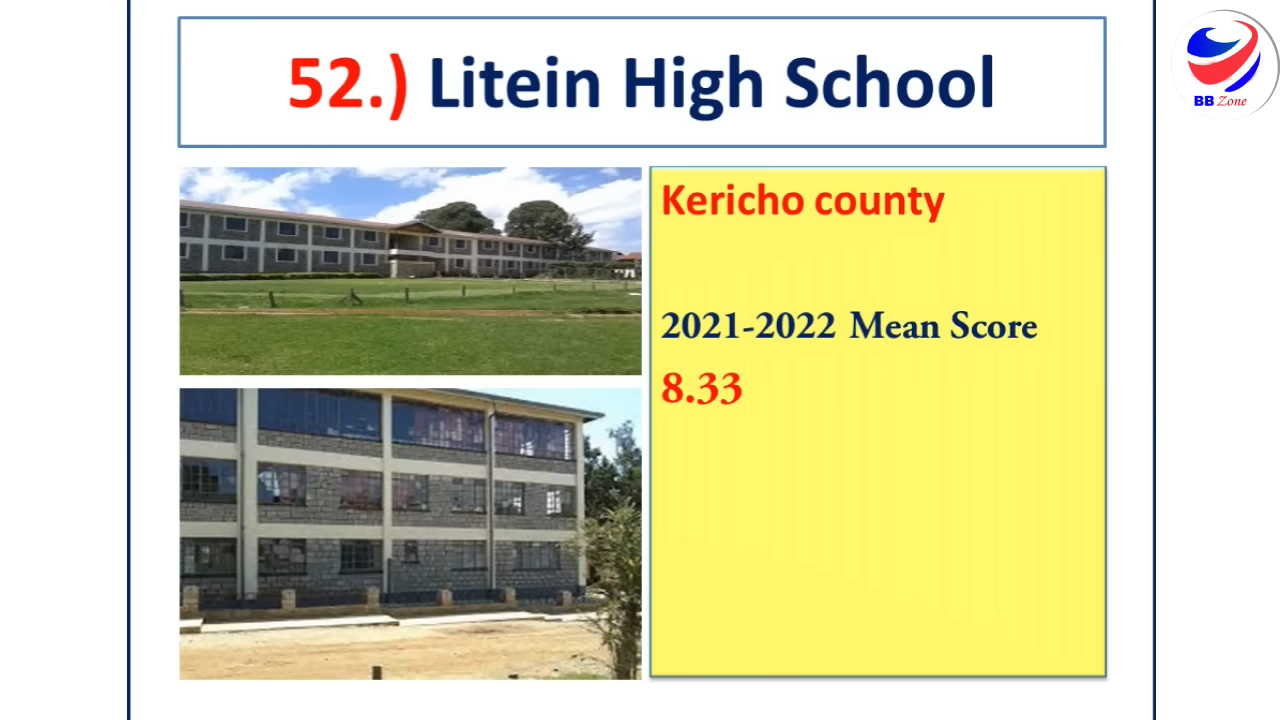 52.) Litein High School
BB Zone
Kericho county
2021-2022 Mean Score
8.33